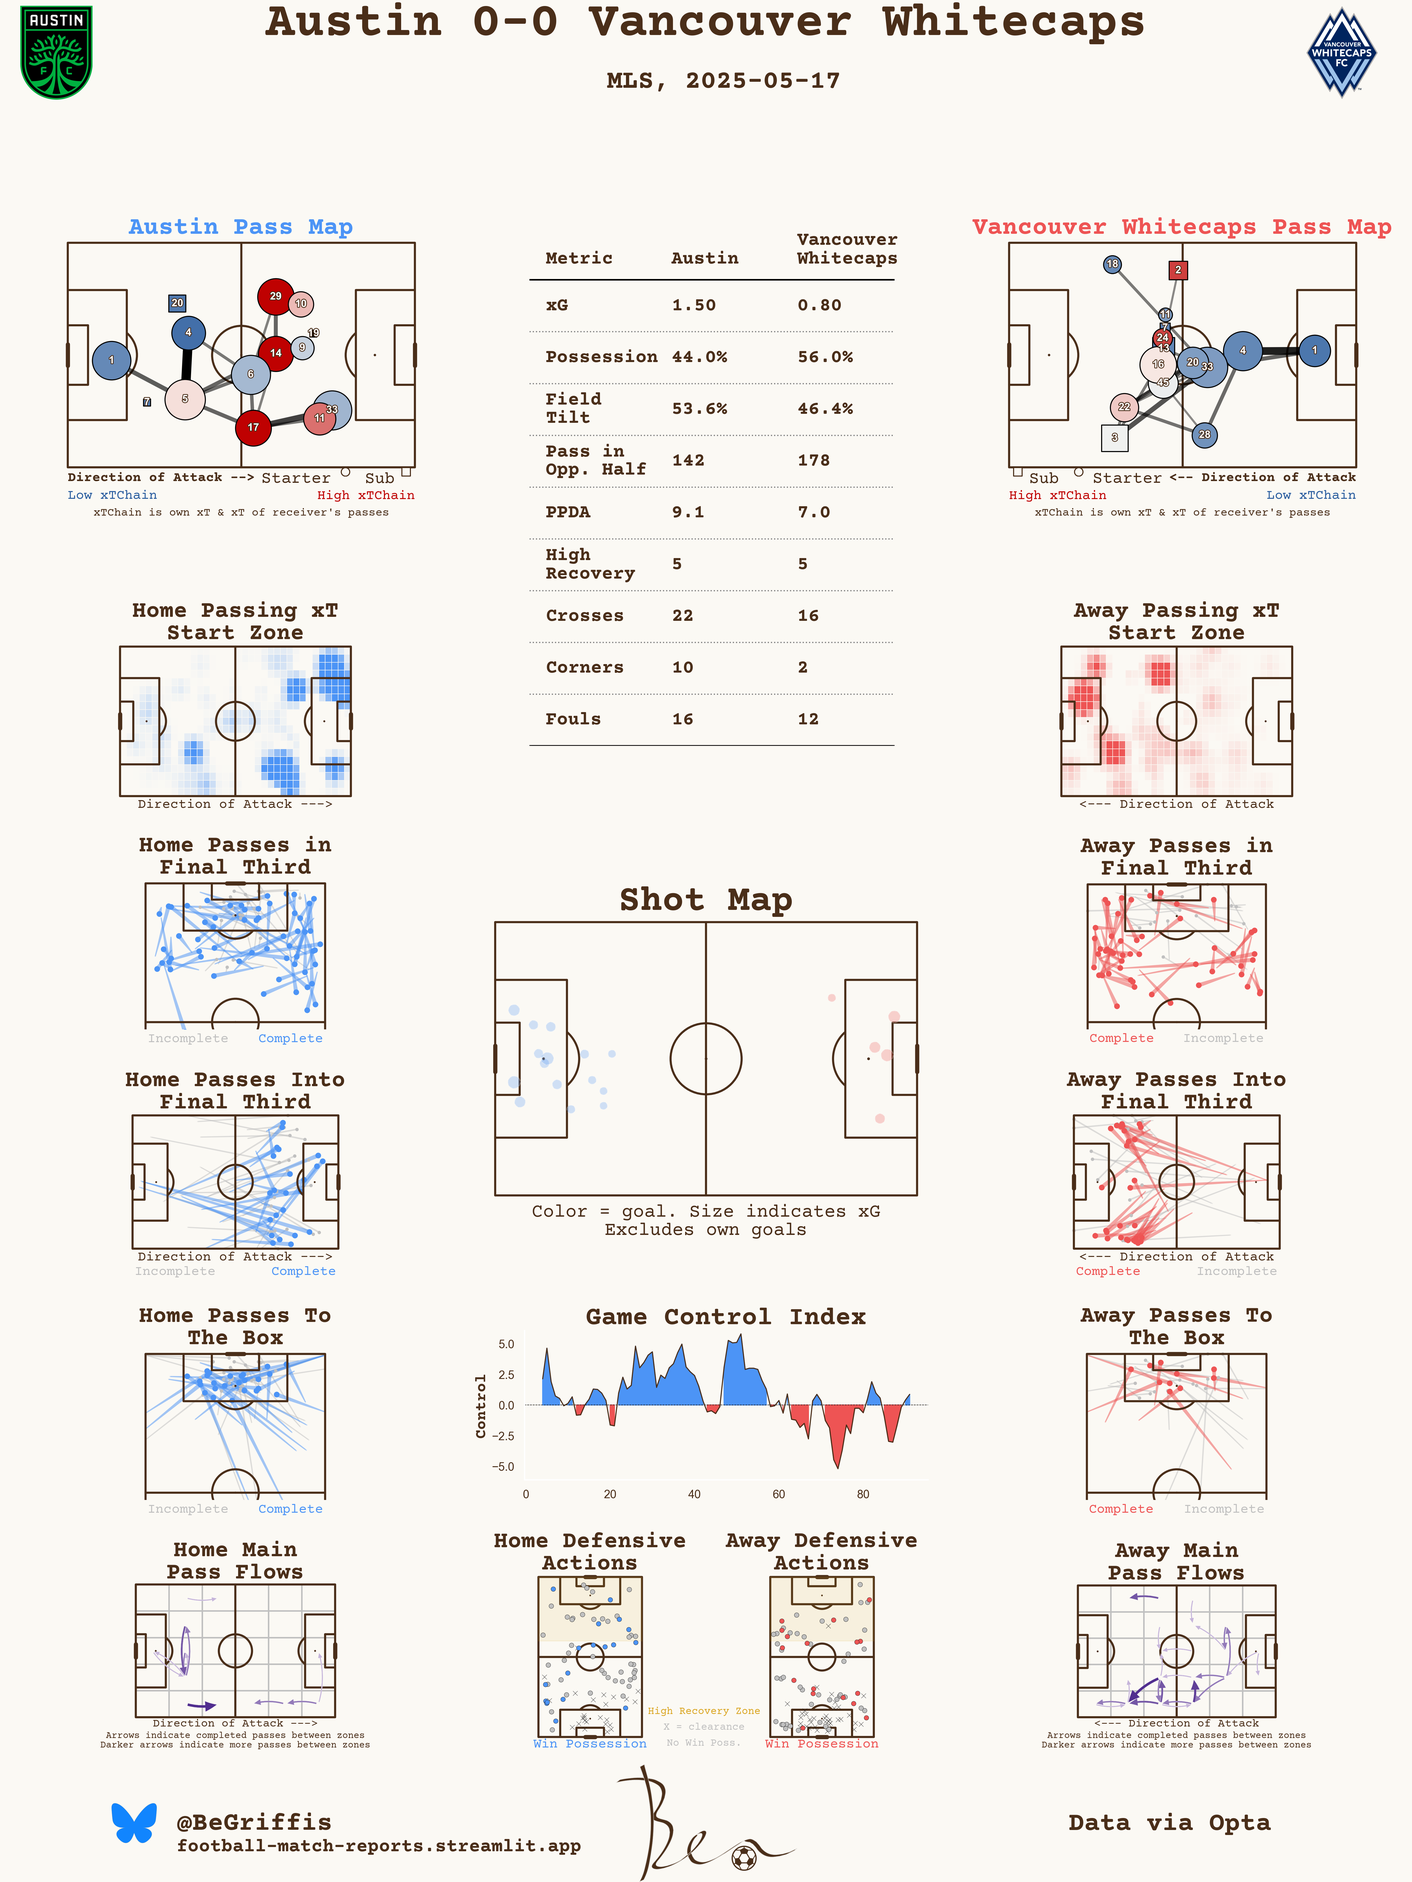 Austin 0-0 Vancouver Whitecaps
MLS, 2025-05-17
AUSTIN
F C
VANCOUVER
WHITECAPS
FC
Austin Pass Map
20
4
1
5
7
29
10
19
9
14
6
33
11
17
Direction of Attack --> Starter Sub
Low xTChain High xTChain
xTChain is own xT & xT of receiver's passes
Metric Austin Vancouver
Whitecaps
xG 1.50 0.80
Possession 44.0% 56.0%
Field
Tilt 53.6% 46.4%
Pass in
Opp. Half 142 178
PPDA 9.1 7.0
High
Recovery 5 5
Crosses 22 16
Corners 10 2
Fouls 16 12
Vancouver Whitecaps Pass Map
18
2
11
7
24
13
16
45
20
33
4
1
22
3
28
Sub Starter <-- Direction of Attack
High xTChain Low xTChain
xTChain is own xT & xT of receiver's passes
Home Passing xT
Start Zone
Direction of Attack --->
Away Passing xT
Start Zone
<--- Direction of Attack
Home Passes in
Final Third
Incomplete Complete
Away Passes in
Final Third
Complete Incomplete
Shot Map
Color = goal. Size indicates xG
Excludes own goals
Home Passes Into
Final Third
Direction of Attack --->
Incomplete Complete
Away Passes Into
Final Third
<--- Direction of Attack
Complete Incomplete
Home Passes To
The Box
Incomplete Complete
Game Control Index
Control
5.0
2.5
0.0
−2.5
−5.0
0 20 40 60 80
Away Passes To
The Box
Complete Incomplete
Home Main
Pass Flows
Direction of Attack --->
Arrows indicate completed passes between zones
Darker arrows indicate more passes between zones
Home Defensive
Actions
Win Possession
High Recovery Zone
X = clearance
No Win Poss.
Away Defensive
Actions
Win Possession
Away Main
Pass Flows
<--- Direction of Attack
Arrows indicate completed passes between zones
Darker arrows indicate more passes between zones
@BeGriffis
football-match-reports.streamlit.app
Ben
Data via Opta